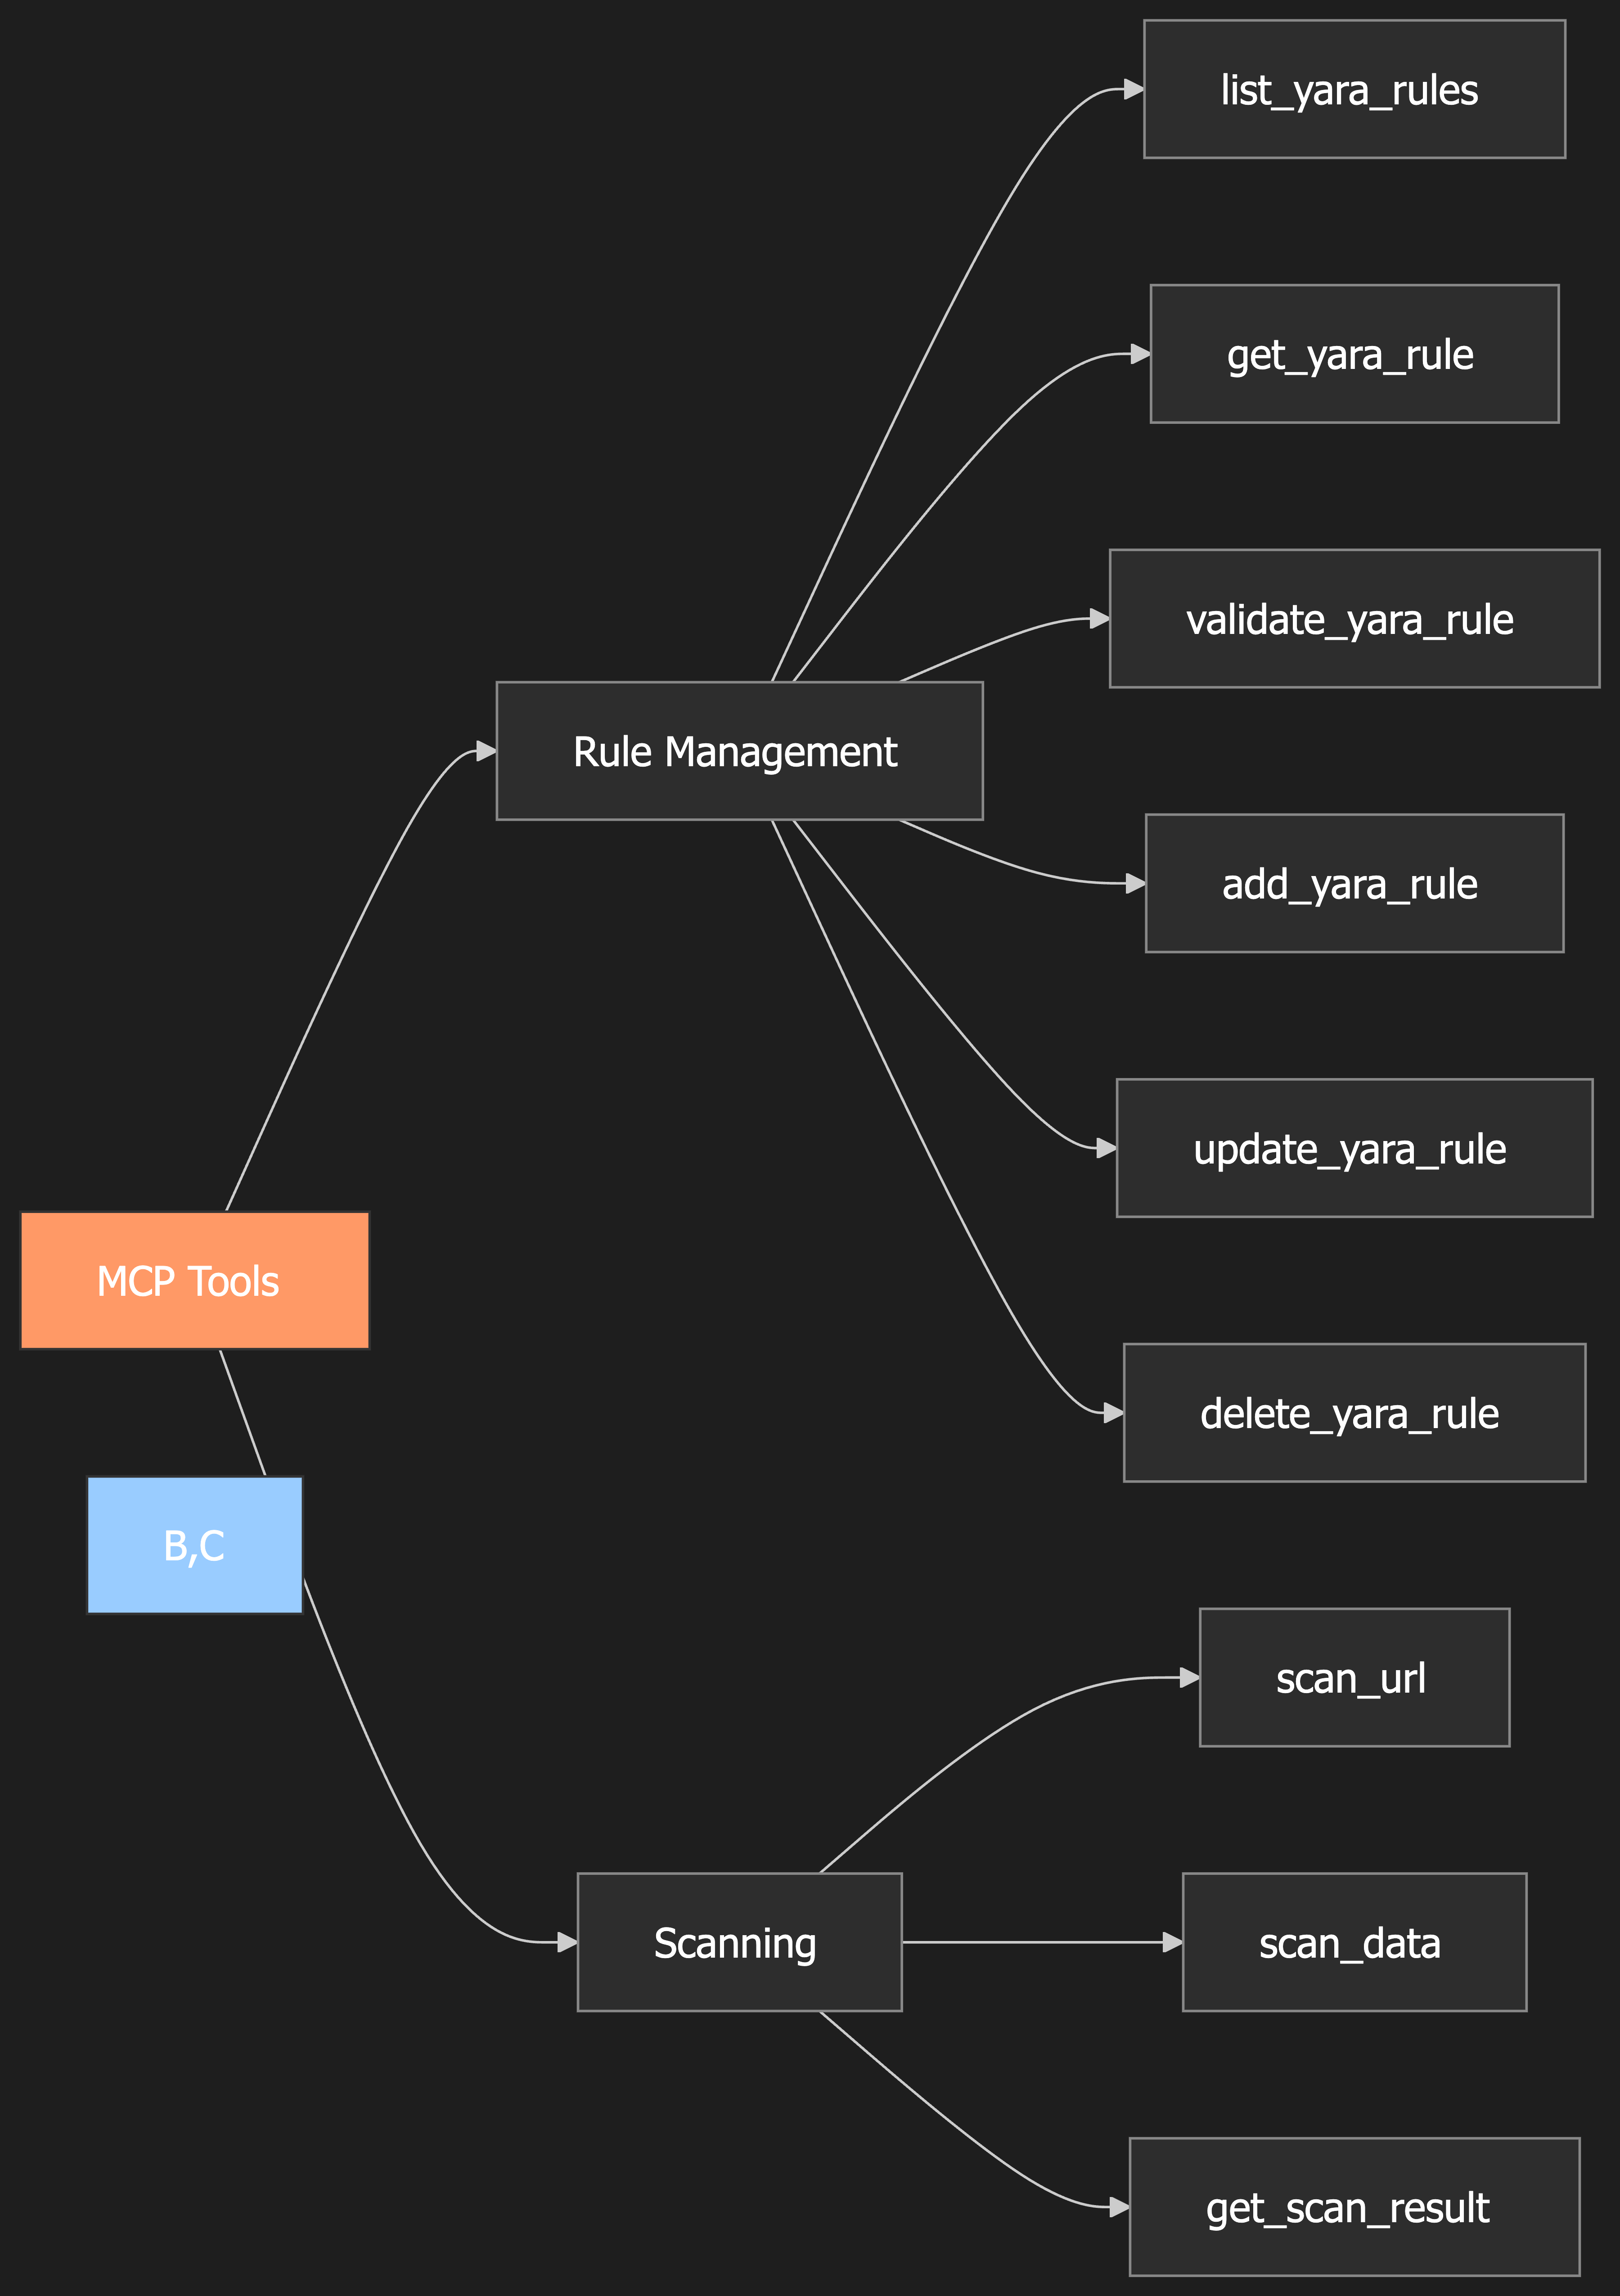 list_yara_rules
get_yara_rule
validate_yara_rule
Rule Management
add_yara_rule
update_yara_rule
MCP Tools
delete_yara_rule
B,C
scan_url
Scanning
scan_data
get_scan_result